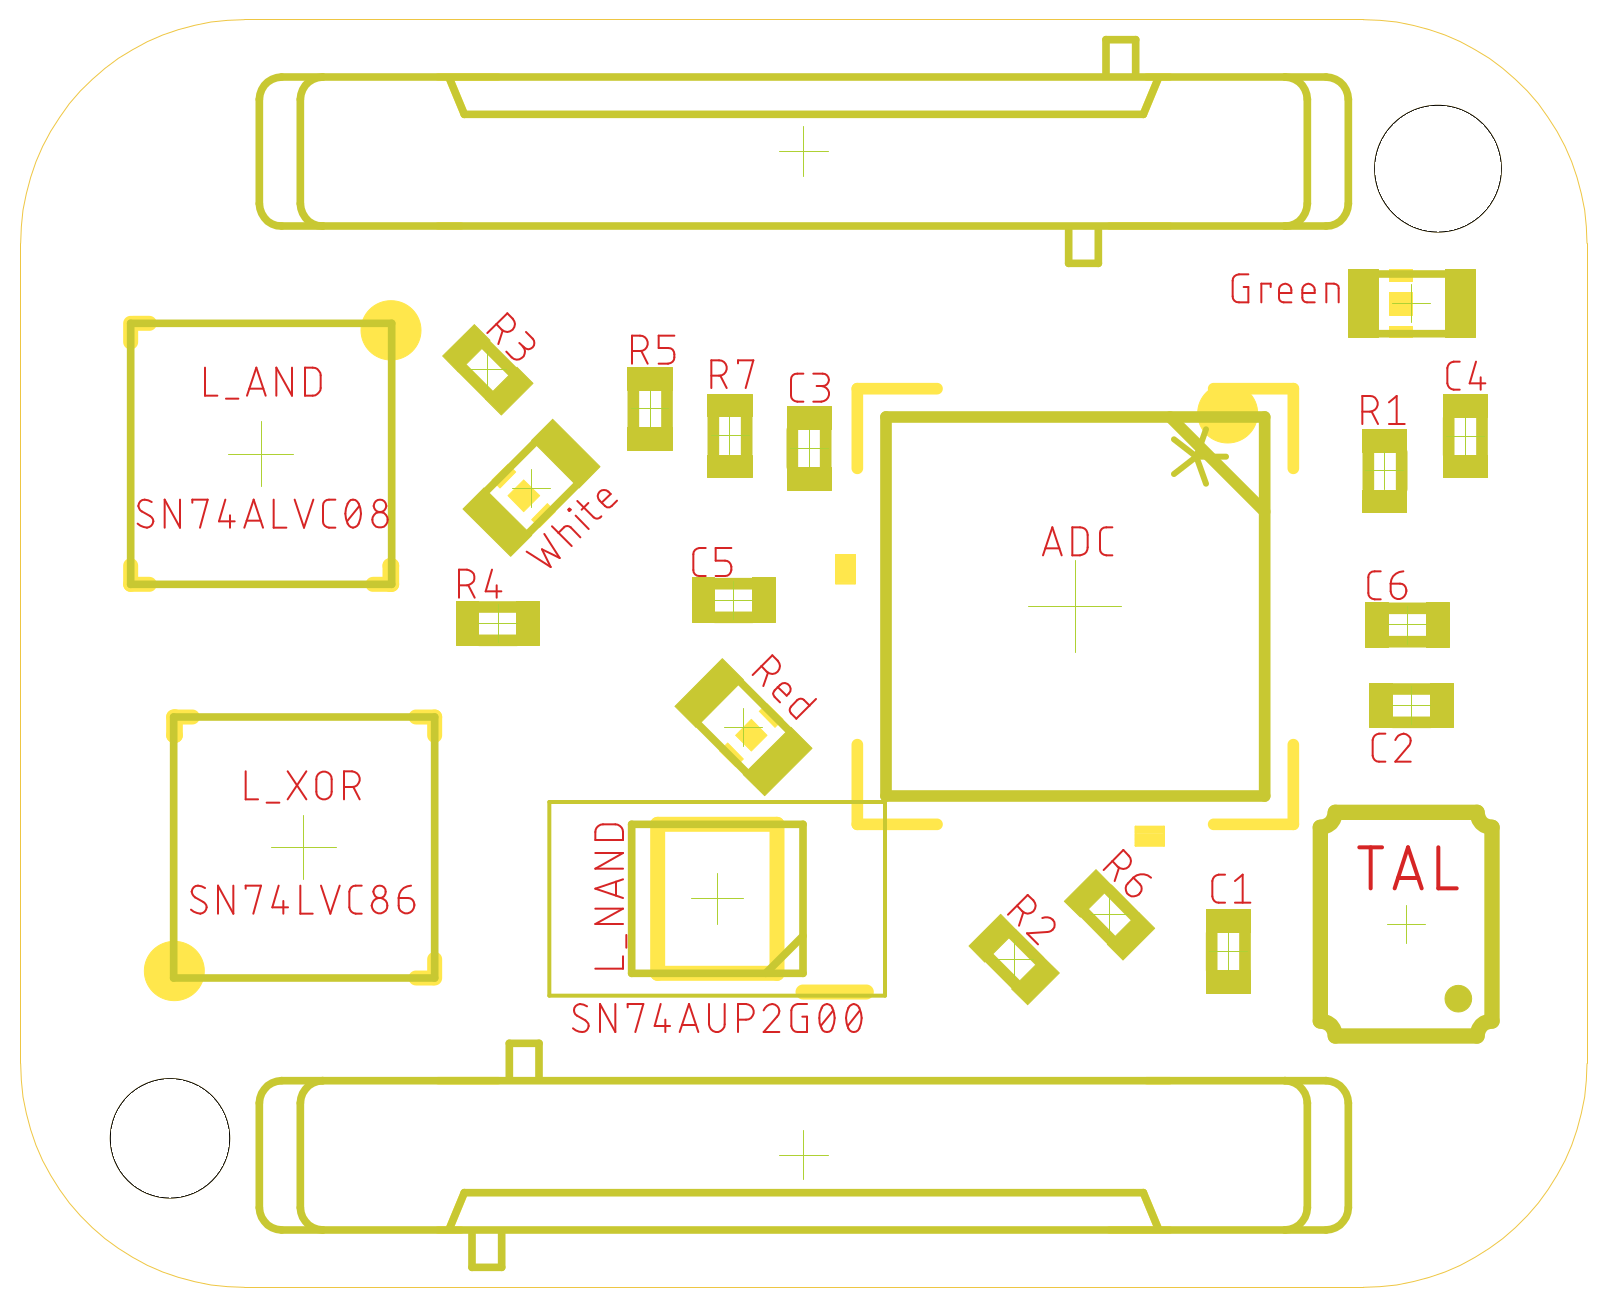 Green
R3
R5
R7
C3
C4
R1
L_AND
SN74ALVC08
White
ADC
C5
R4
C6
Red
C2
L_XOR
SN74LVC86
L_NAND
SN74AUP2G00
R6
R2
C1
TAL